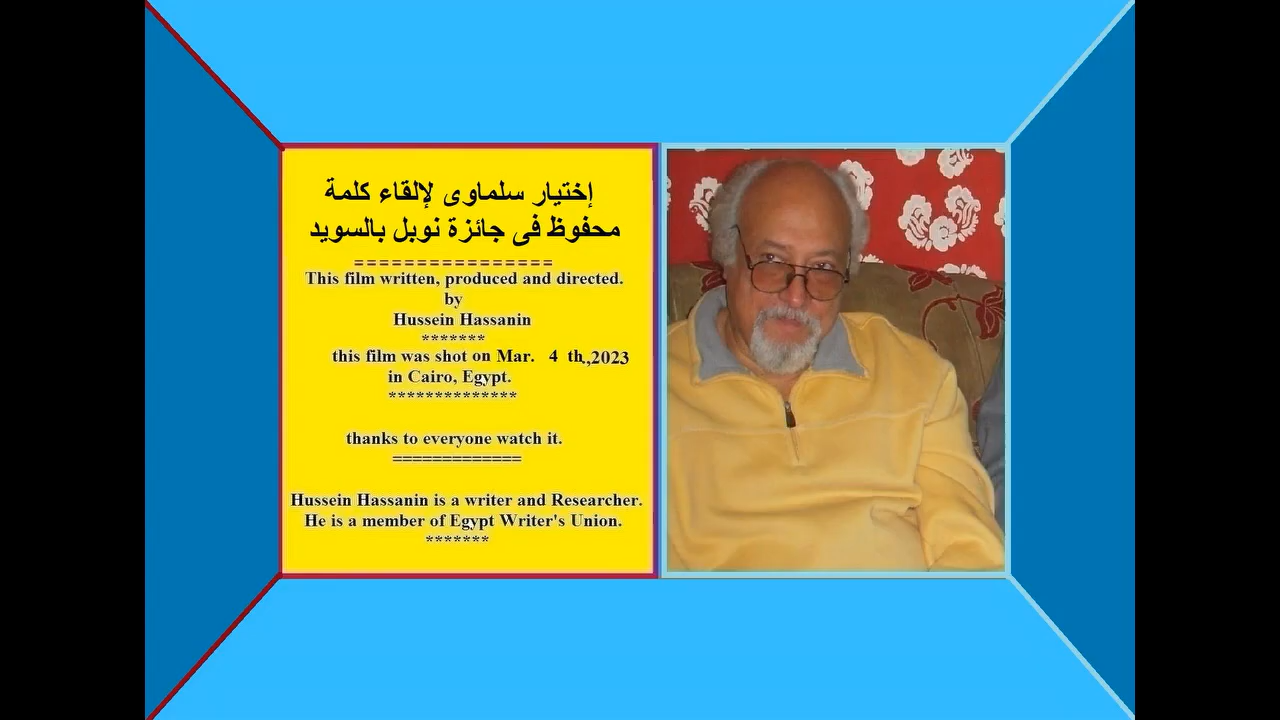 إختيار سلماوى لإلقاء كلمة
محفوظ فى جائزة نوبل بالسويد
=================
This film written, produced and directed.
by
Hussein Hassanin
*******
this film was shot on Mar. 4 th.,2023
in Cairo, Egypt.
**************
thanks to everyone watch it.
=============
Hussein Hassanin is a writer and Researcher.
He is a member of Egypt Writer's Union.
*******